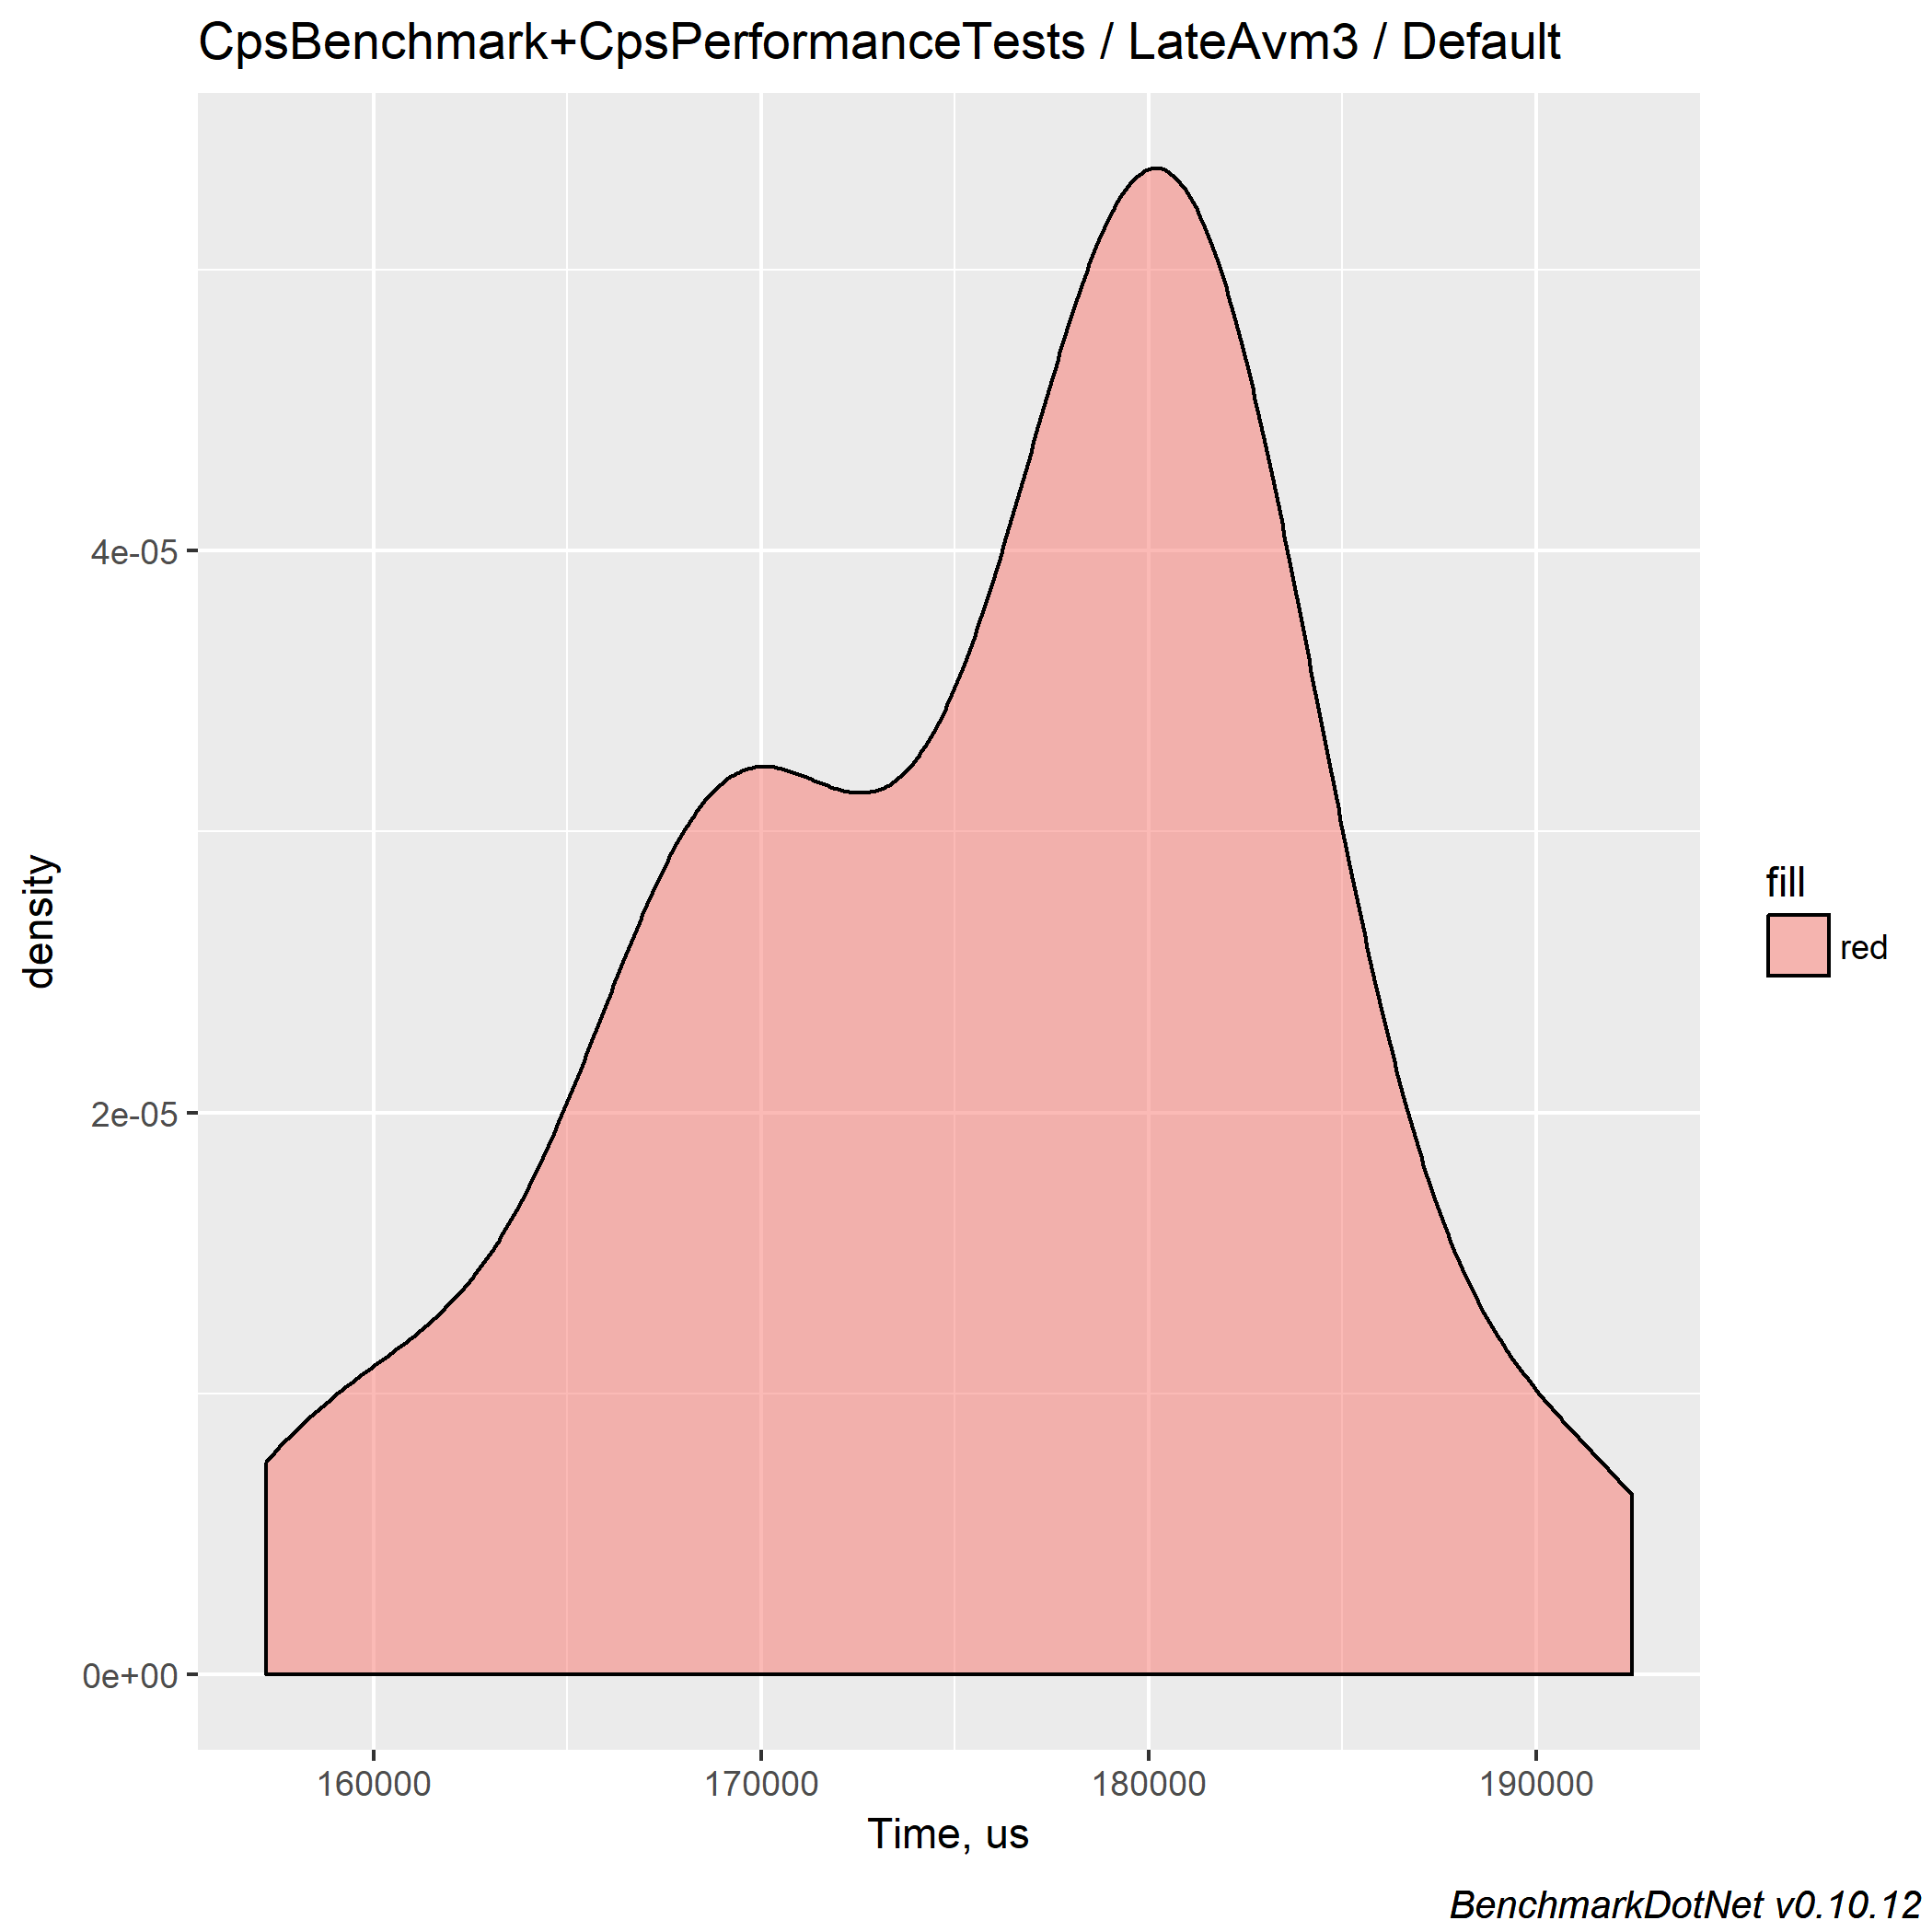 CpsBenchmark+CpsPerformanceTests / LateAvm3 / Default
density
4e-05
2e-05
0e+00
160000
170000
180000
190000
Time, us
fill
red
BenchmarkDotNet v0.10.12